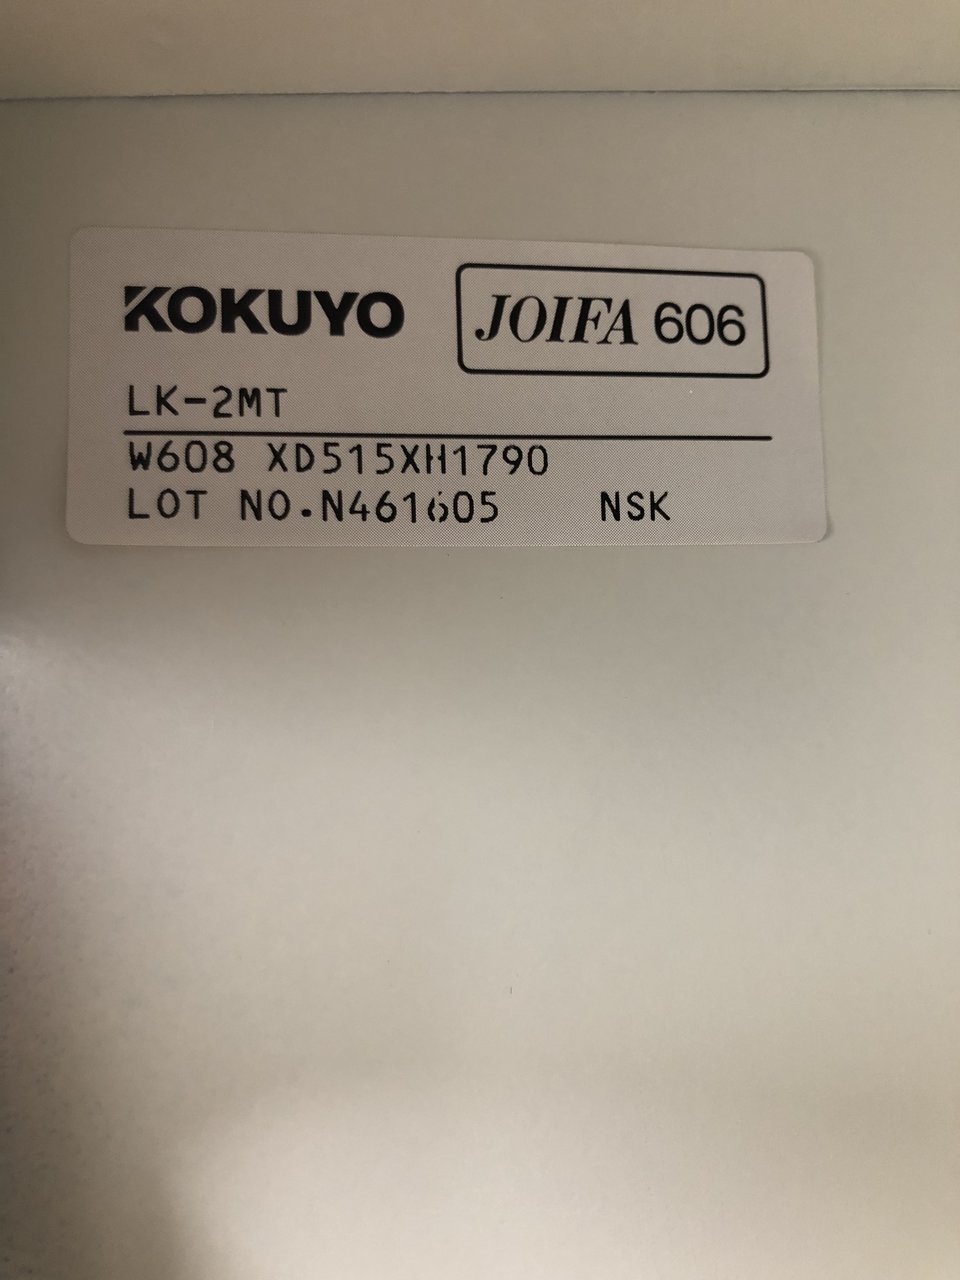 KOKUYO
JOIFA 606
LK-2MT
W608 XD515XH1790
LOT NO.N461605 NSK